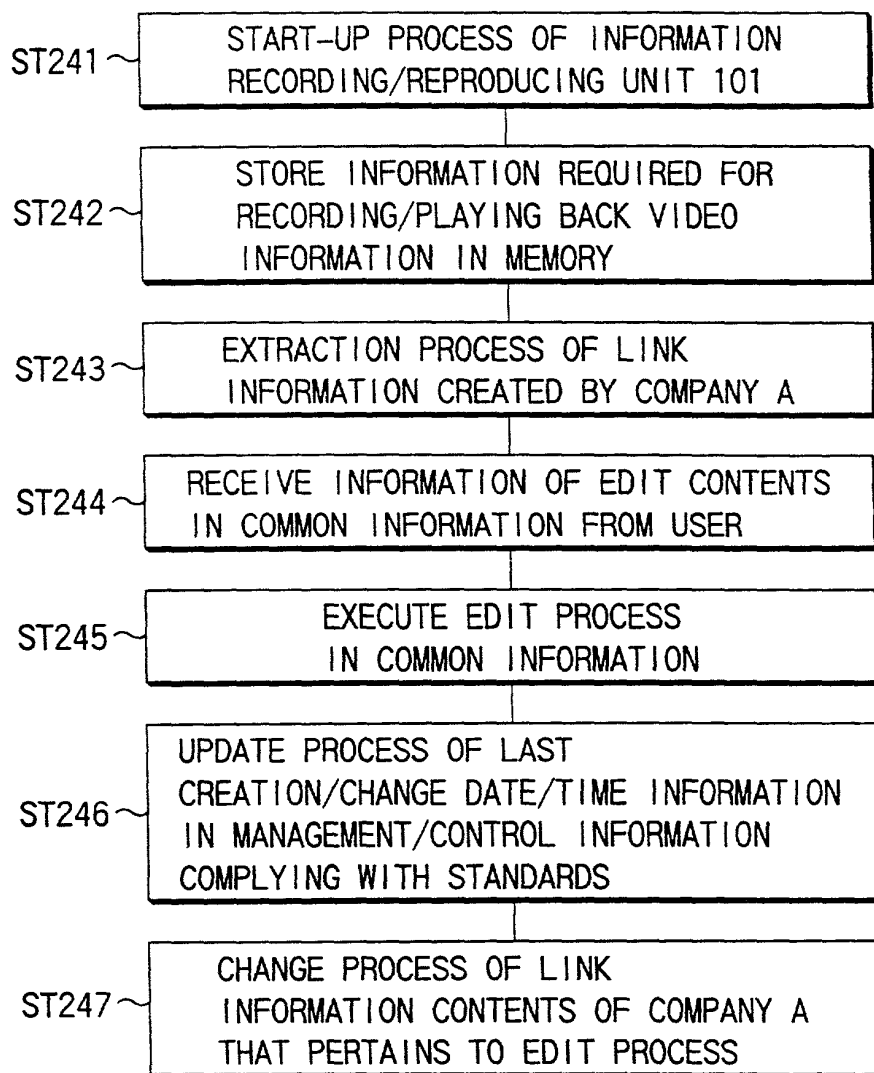 ST241
START-UP PROCESS OF INFORMATION
RECORDING/REPRODUCING UNIT 101
ST242
STORE INFORMATION REQUIRED FOR
RECORDING/PLAYING BACK VIDEO
INFORMATION IN MEMORY
ST243
EXTRACTION PROCESS OF LINK
INFORMATION CREATED BY COMPANY A
ST244
RECEIVE INFORMATION OF EDIT CONTENTS
IN COMMON INFORMATION FROM USER
ST245
EXECUTE EDIT PROCESS
IN COMMON INFORMATION
ST246
UPDATE PROCESS OF LAST
CREATION/CHANGE DATE/TIME INFORMATION
IN MANAGEMENT/CONTROL INFORMATION
COMPLYING WITH STANDARDS
ST247
CHANGE PROCESS OF LINK
INFORMATION CONTENTS OF COMPANY A
THAT PERTAINS TO EDIT PROCESS